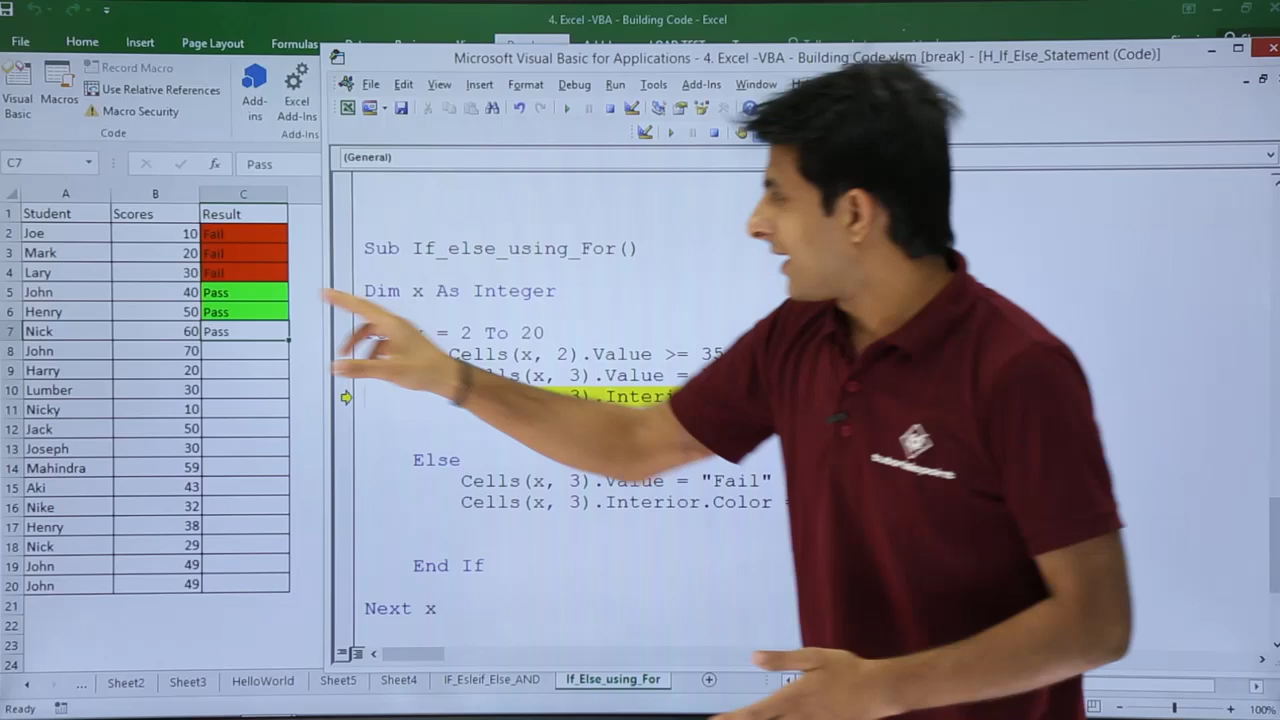 4. Excel -VBA - Building Code - Excel
File Home Insert Page Layout Formulas
Record Macro
Use Relative References
Macro Security
Visual Basic
Macros
Code
Add-ins
Excel Add-Ins
Add-Ins
C7 fx Pass
A B C
1 Student Scores Result
2 Joe 10 Fail
3 Mark 20 Fail
4 Lary 30 Fail
5 John 40 Pass
6 Henry 50 Pass
7 Nick 60 Pass
8 John 70
9 Harry 20
10 Lumber 30
11 Nicky 10
12 Jack 50
13 Joseph 30
14 Mahindra 59
15 Aki 43
16 Nike 32
17 Henry 38
18 Nick 29
19 John 49
20 John 49
21
22
23
24
Microsoft Visual Basic for Applications - 4. Excel -VBA - Building Code.xlsm [break] - [H_If_Else_Statement (Code)]
File Edit View Insert Format Debug Run Tools Add-Ins Window
(General)
Sub If_else_using_For()
Dim x As Integer
= 2 To 20
Cells(x, 2).Value >= 35
(x, 3).Value =
3).Interi
Else
Cells(x, 3).Value = "Fail"
Cells(x, 3).Interior.Color
End If
Next x
... Sheet2 Sheet3 HelloWorld Sheet5 Sheet4 IF_Esleif_Else_AND If_Else_using_For
Ready 100%